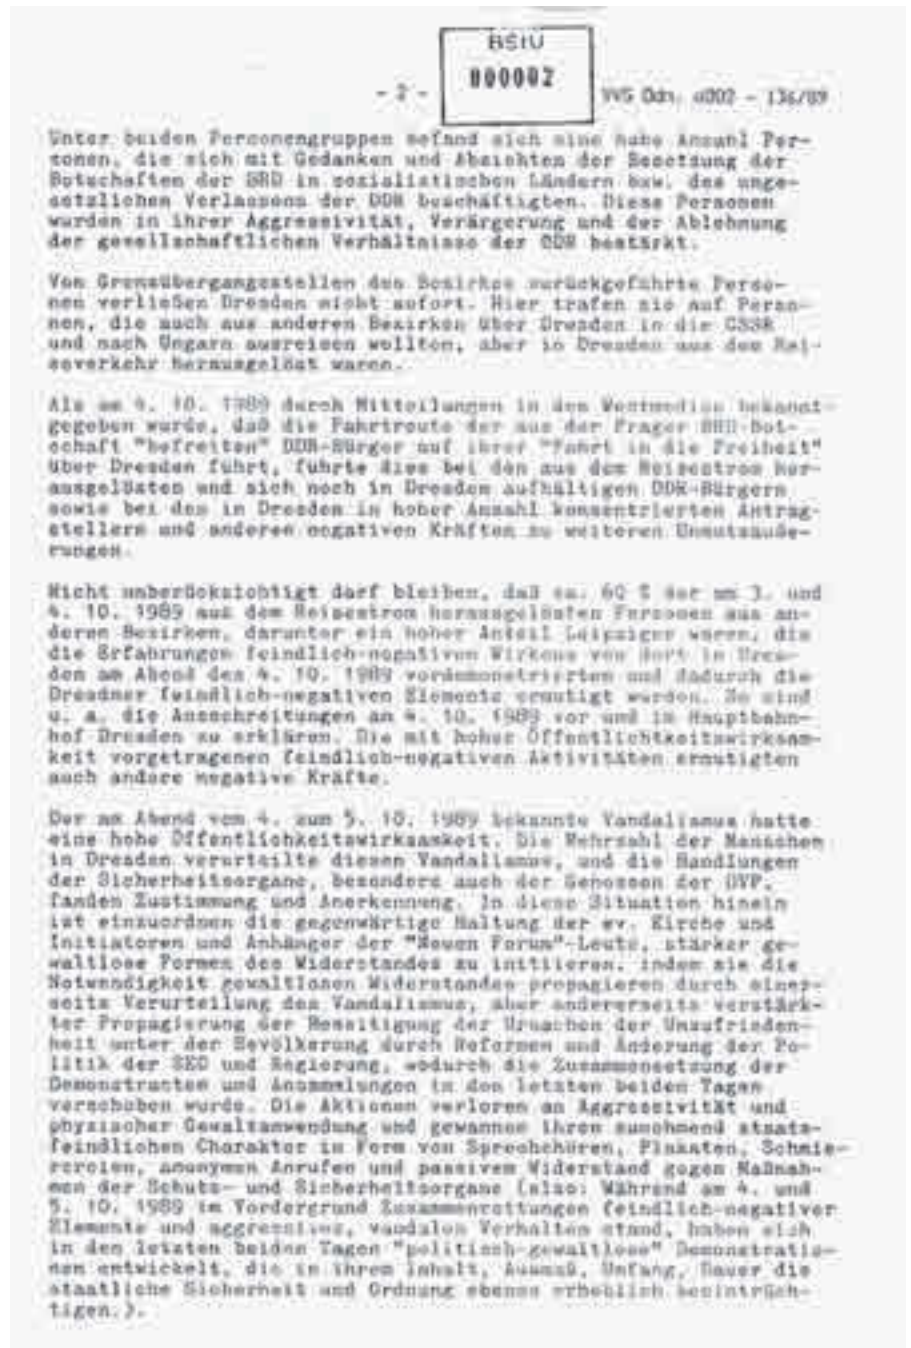 BStU
000002
- 2 -
VVS Ddn. o002 - 136/89
Unter beiden Personengruppen befand sich eine hohe Anzahl Per-
sonen, die sich mit Gedanken und Absichten der Besetzung der
Botschaften der BRD in sozialistischen Ländern bzw. des unge-
setzlichen Verlassens der DDR beschäftigten. Diese Personen
wurden in ihrer Aggressivität, Verärgerung und der Ablehnung
der gesellschaftlichen Verhältnisse der DDR bestärkt.
Von Grenzübergangsstellen des Bezirkes zurückgeführte Perso-
nen verließen Dresden nicht sofort. Hier trafen sie auf Perso-
nen, die auch aus anderen Bezirken über Dresden in die CSSR
und nach Ungarn ausreisen wollten, aber in Dresden aus dem Rei-
severkehr herausgelöst waren.
Als am 4. 10. 1989 durch Mitteilungen in den Westmedien bekannt-
gegeben wurde, daß die Fahrtroute der aus der Prager BRD-Bot-
schaft "befreiten" DDR-Bürger auf ihrer "Fahrt in die Freiheit"
über Dresden führt, führte dies bei den aus dem Reisestrom her-
ausgelösten und sich noch in Dresden aufhältigen DDR-Bürgern
sowie bei den in Dresden in hoher Anzahl konzentrierten Antrag-
stellern und anderen negativen Kräften zu weiteren Unmutsäuße-
rungen.
Nicht unberücksichtigt darf bleiben, daß ca. 60 % der am 3. und
4. 10. 1989 aus dem Reisestrom herausgelösten Personen aus an-
deren Bezirken, darunter ein hoher Anteil Leipziger waren, die
die Erfahrungen feindlich-negativen Wirkens von dort in Dres-
den am Abend des 4. 10. 1989 vordemonstrierten und dadurch die
Dresdner feindlich-negativen Elemente ermutigt wurden. So sind
u. a. die Ausschreitungen am 4. 10. 1989 vor und im Hauptbahn-
hof Dresden zu erklären. Die mit hoher Öffentlichkeitswirksam-
keit vorgetragenen feindlich-negativen Aktivitäten ermutigten
auch andere negative Kräfte.
Der am Abend vom 4. zum 5. 10. 1989 bekannte Vandalismus hatte
eine hohe Öffentlichkeitswirksamkeit. Die Mehrzahl der Menschen
in Dresden verurteilte diesen Vandalismus, und die Handlungen
der Sicherheitsorgane, besonders auch der Genossen der DVP,
fanden Zustimmung und Anerkennung. In diese Situation hinein
ist einzuordnen die gegenwärtige Haltung der ev. Kirche und
Initiatoren und Anhänger der "Neuen Forum"-Leute, stärker ge-
waltlose Formen des Widerstandes zu initiieren, indem sie die
Notwendigkeit gewaltlosen Widerstandes propagieren durch einer-
seits Verurteilung des Vandalismus, aber andererseits verstärk-
ter Propagierung der Beseitigung der Ursachen der Unzufrieden-
heit unter der Bevölkerung durch Reformen und Änderung der Po-
litik der SED und Regierung, wodurch die Zusammensetzung der
Demonstranten und Ansammlungen in den letzten beiden Tagen
verschoben wurde. Die Aktionen verloren an Aggressivität und
physischer Gewaltanwendung und gewannen ihren zunehmend staats-
feindlichen Charakter in Form von Sprechchören, Plakaten, Schmie-
rereien, anonymen Anrufen und passivem Widerstand gegen Maßnah-
men der Schutz- und Sicherheitsorgane (also: Während am 4. und
5. 10. 1989 im Vordergrund Zusammenrottungen feindlich-negativer
Elemente und aggressives, vandales Verhalten stand, haben sich
in den letzten beiden Tagen "politisch-gewaltlose" Demonstratio-
nen entwickelt, die in ihrem Inhalt, Ausmaß, Umfang, Dauer die
staatliche Sicherheit und Ordnung ebenso erheblich beeinträch-
tigen.).